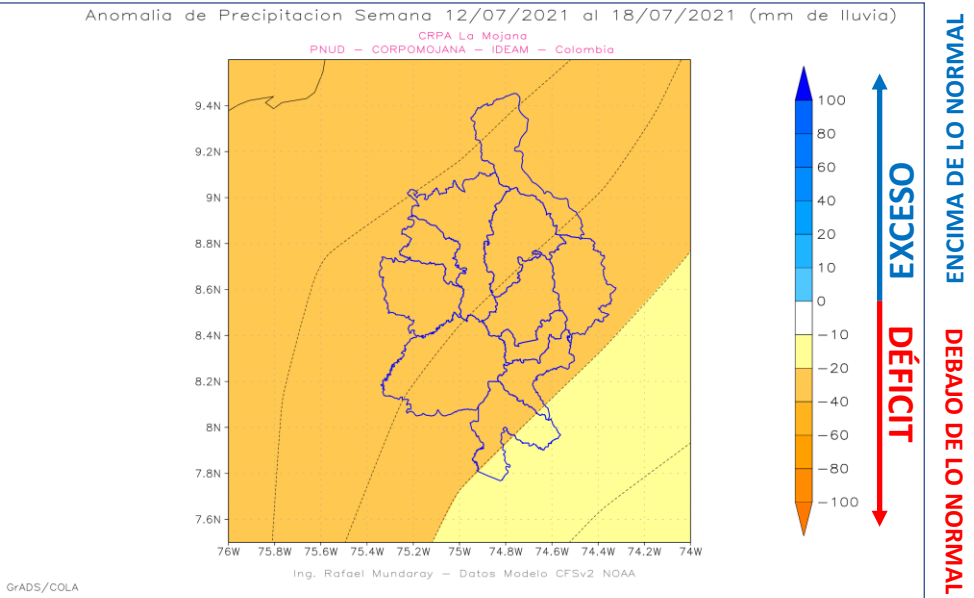 Anomalia de Precipitacion Semana 12/07/2021 al 18/07/2021 (mm de lluvia)
CRPA La Mojana
PNUD – CORPOMOJANA – IDEAM – Colombia
9.4N
9.2N
9N
8.8N
8.6N
8.4N
8.2N
8N
7.8N
7.6N
76W 75.8W 75.6W 75.4W 75.2W 75W 74.8W 74.6W 74.4W 74.2W 74W
100
80
60
40
20
10
0
−10
−20
−40
−60
−80
−100
EXCESO
DÉFICIT
ENCIMA DE LO NORMAL
DEBAJO DE LO NORMAL
Ing. Rafael Mundaray – Datos Modelo CFSv2 NOAA
GrADS/COLA